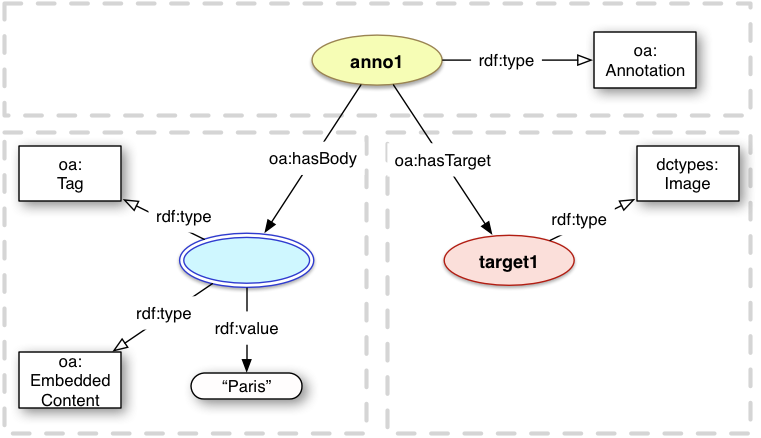 anno1
rdf:type
oa:
Annotation
oa:hasBody
oa:hasTarget
oa:
Tag
rdf:type
dctypes:
Image
rdf:type
target1
rdf:type
rdf:value
oa:
Embedded
Content
“Paris”